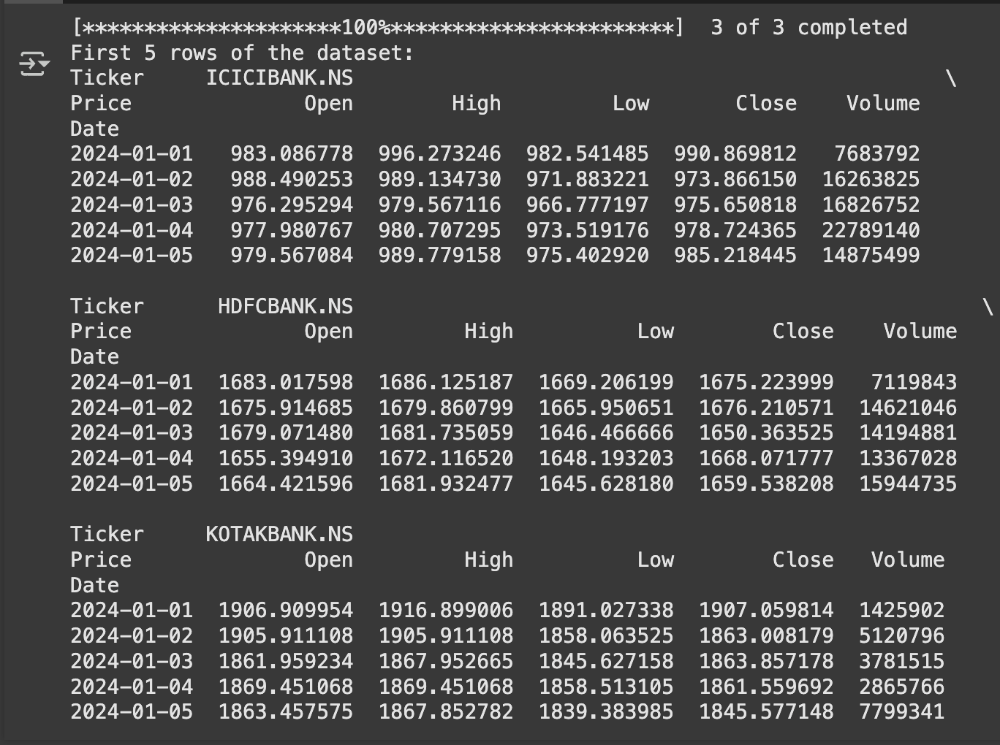 [*********************100%***********************]  3 of 3 completed
First 5 rows of the dataset:
Ticker     ICICIBANK.NS                                                \
Price              Open        High         Low       Close    Volume
Date
2024-01-01   983.086778  996.273246  982.541485  990.869812   7683792
2024-01-02   988.490253  989.134730  971.883221  973.866150  16263825
2024-01-03   976.295294  979.567116  966.777197  975.650818  16826752
2024-01-04   977.980767  980.707295  973.519176  978.724365  22789140
2024-01-05   979.567084  989.779158  975.402920  985.218445  14875499

Ticker      HDFCBANK.NS                                                   \
Price              Open         High          Low        Close    Volume
Date
2024-01-01  1683.017598  1686.125187  1669.206199  1675.223999   7119843
2024-01-02  1675.914685  1679.860799  1665.950651  1676.210571  14621046
2024-01-03  1679.071480  1681.735059  1646.466666  1650.363525  14194881
2024-01-04  1655.394910  1672.116520  1648.193203  1668.071777  13367028
2024-01-05  1664.421596  1681.932477  1645.628180  1659.538208  15944735

Ticker     KOTAKBANK.NS
Price              Open         High          Low        Close   Volume
Date
2024-01-01  1906.909954  1916.899006  1891.027338  1907.059814  1425902
2024-01-02  1905.911108  1905.911108  1858.063525  1863.008179  5120796
2024-01-03  1861.959234  1867.952665  1845.627158  1863.857178  3781515
2024-01-04  1869.451068  1869.451068  1858.513105  1861.559692  2865766
2024-01-05  1863.457575  1867.852782  1839.383985  1845.577148  7799341